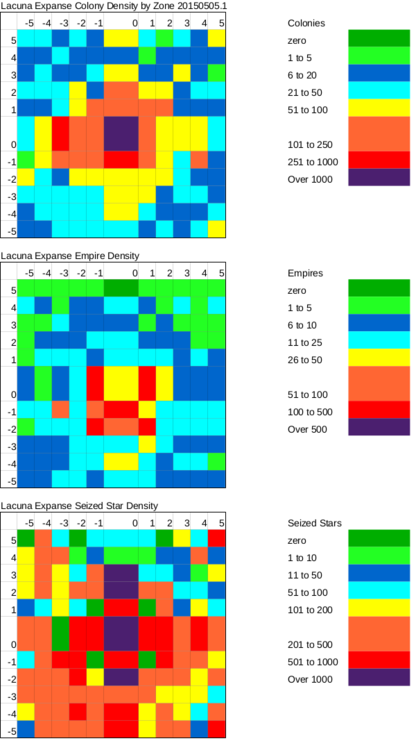 Lacuna Expanse Colony Density by Zone 20150505.1
-5 -4 -3 -2 -1 0 1 2 3 4 5
5
4
3
2
1
0
-1
-2
-3
-4
-5
Colonies
zero
1 to 5
6 to 20
21 to 50
51 to 100
101 to 250
251 to 1000
Over 1000
Lacuna Expanse Empire Density
-5 -4 -3 -2 -1 0 1 2 3 4 5
5
4
3
2
1
0
-1
-2
-3
-4
-5
Empires
zero
1 to 5
6 to 10
11 to 25
26 to 50
51 to 100
100 to 500
Over 500
Lacuna Expanse Seized Star Density
-5 -4 -3 -2 -1 0 1 2 3 4 5
5
4
3
2
1
0
-1
-2
-3
-4
-5
Seized Stars
zero
1 to 10
11 to 50
51 to 100
101 to 200
201 to 500
501 to 1000
Over 1000